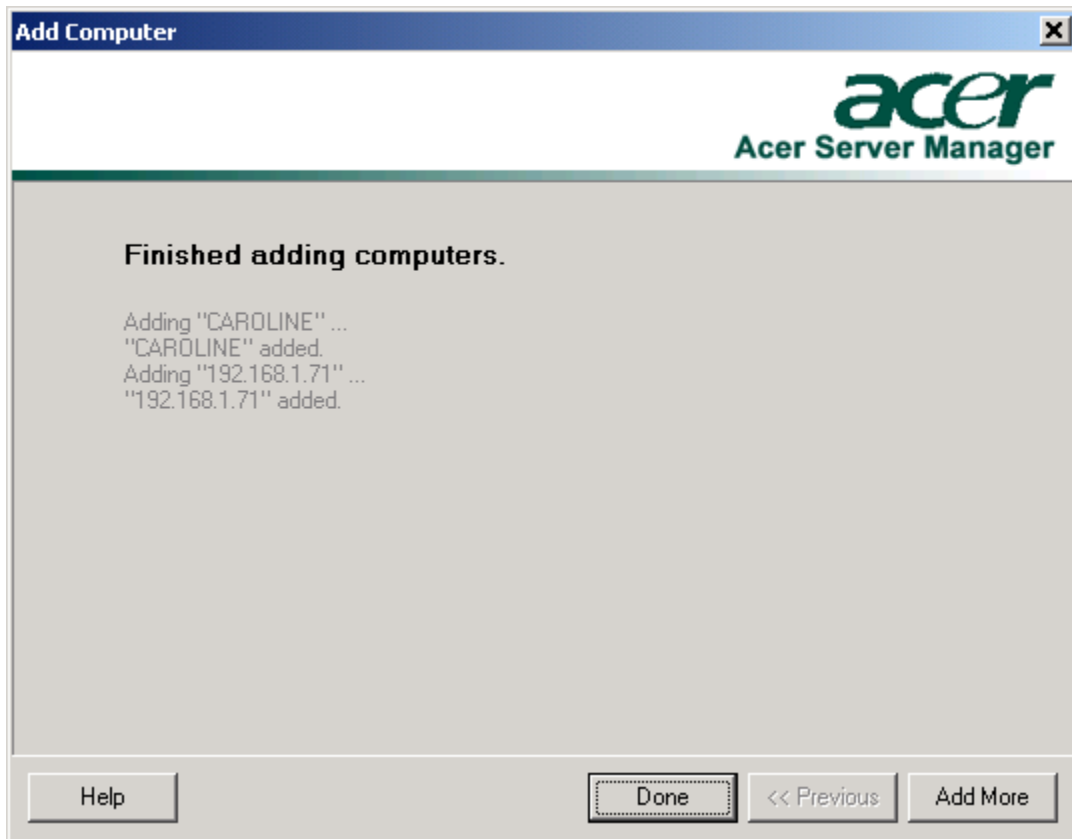 Add Computer
acer
Acer Server Manager
Finished adding computers.
Adding "CAROLINE" ...
"CAROLINE" added.
Adding "192.168.1.71" ...
"192.168.1.71" added.
Help
Done
<< Previous
Add More